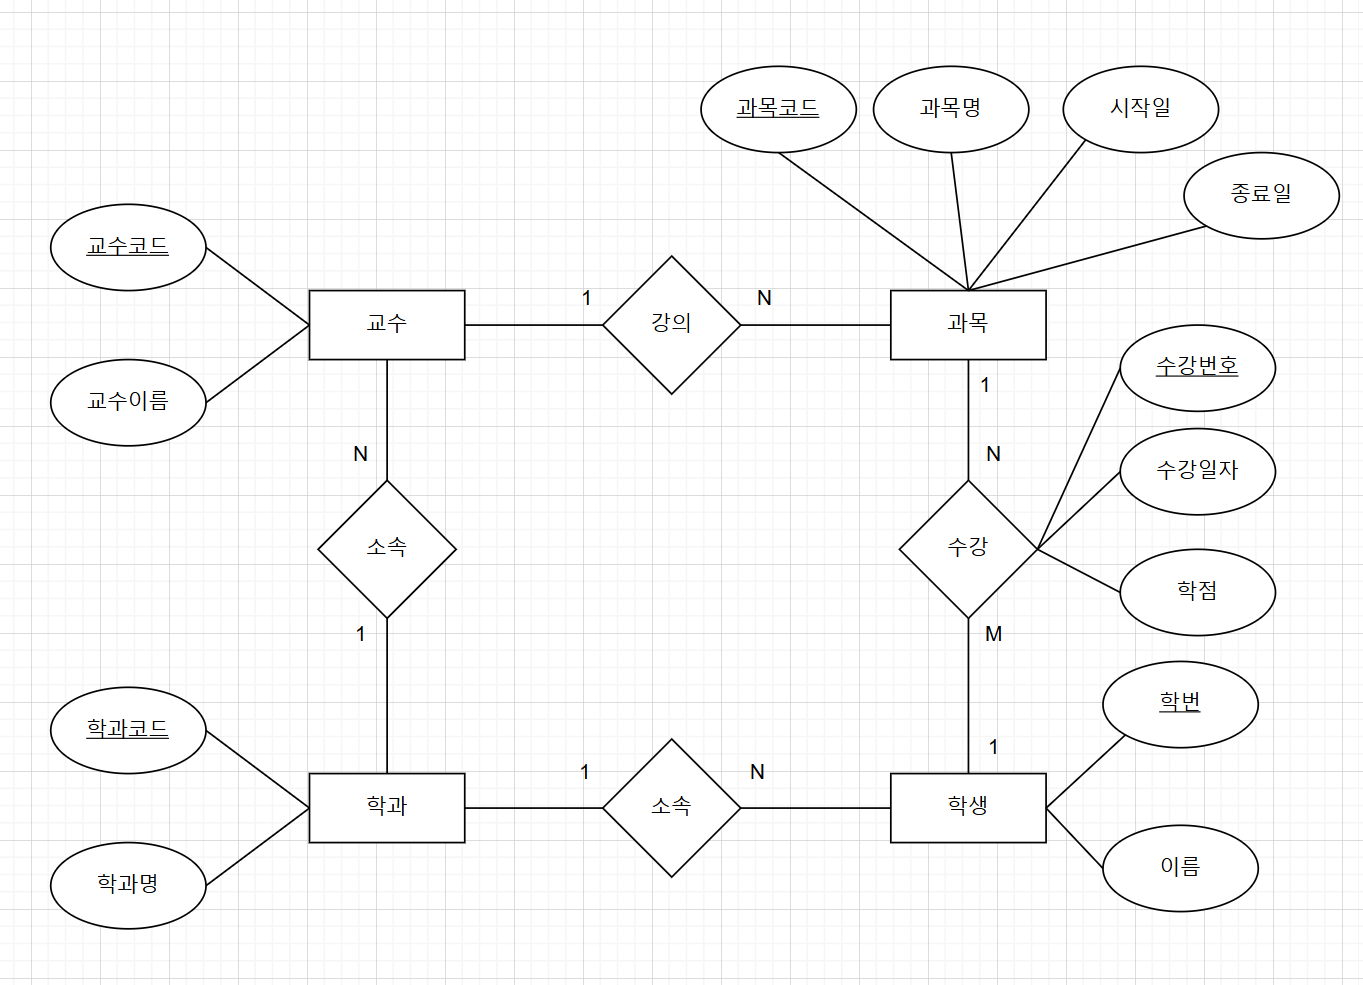 과목코드
과목명
시작일
종료일
교수코드
교수이름
교수
1
강의
N
과목
1
수강번호
N
N
수강일자
소속
수강
학점
1
M
학번
학과코드
1
학과
1
소속
N
학생
이름
학과명